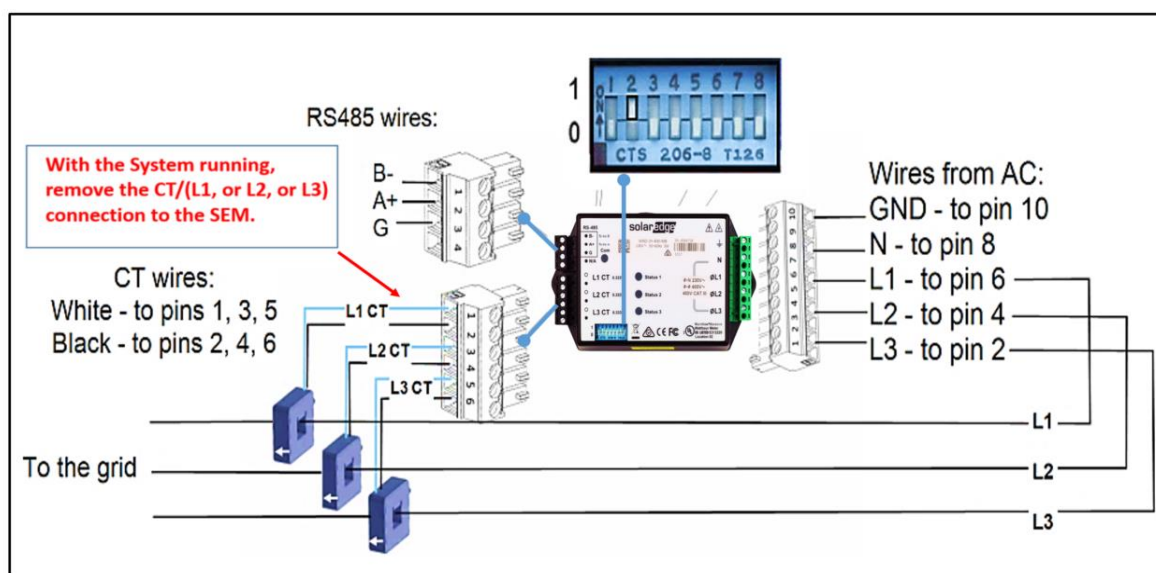 1
0
1 2 3 4 5 6 7 8
ON
CTS 206-8 T126
RS485 wires:
With the System running,
remove the CT/(L1, or L2, or L3)
connection to the SEM.
B-
A+
G
1
2
3
4
solaredge
RS-485
B-
A+
G
Com
N
L1 CT
L2 CT
L3 CT
Status 1
Status 2
Status 3
ØL1
ØL2
ØL3
10
9
8
7
6
5
4
3
2
1
Wires from AC:
GND - to pin 10
N - to pin 8
L1 - to pin 6
L2 - to pin 4
L3 - to pin 2
CT wires:
White - to pins 1, 3, 5
Black - to pins 2, 4, 6
L1 CT
L2 CT
L3 CT
1
2
3
4
5
6
To the grid
L1
L2
L3